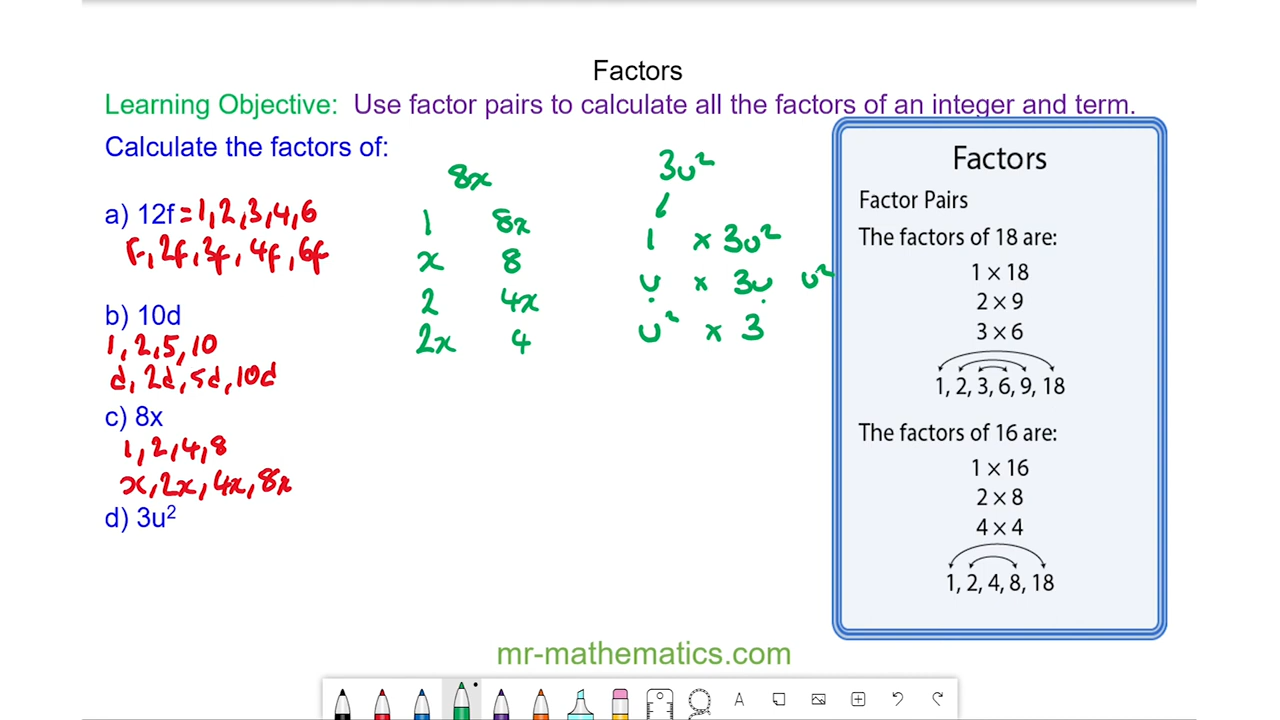 Factors
Learning Objective: Use factor pairs to calculate all the factors of an integer and term.
Calculate the factors of:
a) 12f = 1, 2, 3, 4, 6
f, 2f, 3f, 4f, 6f
b) 10d
1, 2, 5, 10
d, 2d, 5d, 10d
c) 8x
1, 2, 4, 8
x, 2x, 4x, 8x
d) 3u²
8x
1 8x
x 8
2 4x
2x 4
3u²
1 × 3u²
u × 3u u²
u² × 3
Factors
Factor Pairs
The factors of 18 are:
1 × 18
2 × 9
3 × 6
1, 2, 3, 6, 9, 18
The factors of 16 are:
1 × 16
2 × 8
4 × 4
1, 2, 4, 8, 18
mr-mathematics.com
A